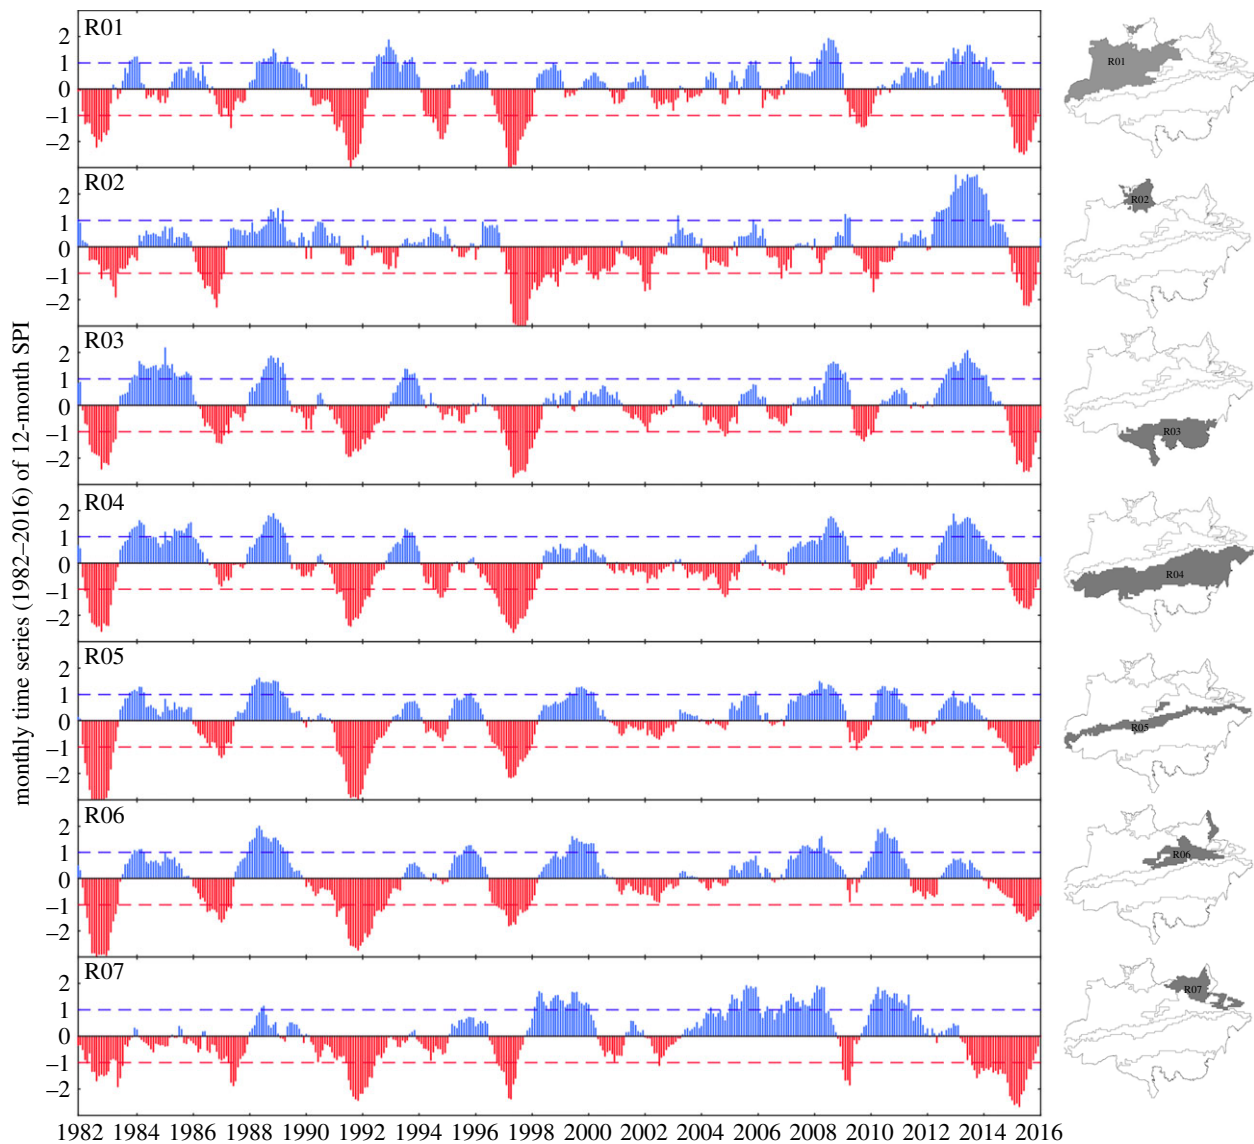 monthly time series (1982–2016) of 12-month SPI
R01
2
1
0
–1
–2
R01
R02
2
1
0
–1
–2
R02
R03
2
1
0
–1
–2
R03
R04
2
1
0
–1
–2
R04
R05
2
1
0
–1
–2
R05
R06
2
1
0
–1
–2
R06
R07
2
1
0
–1
–2
R07
1982 1984 1986 1988 1990 1992 1994 1996 1998 2000 2002 2004 2006 2008 2010 2012 2014 2016